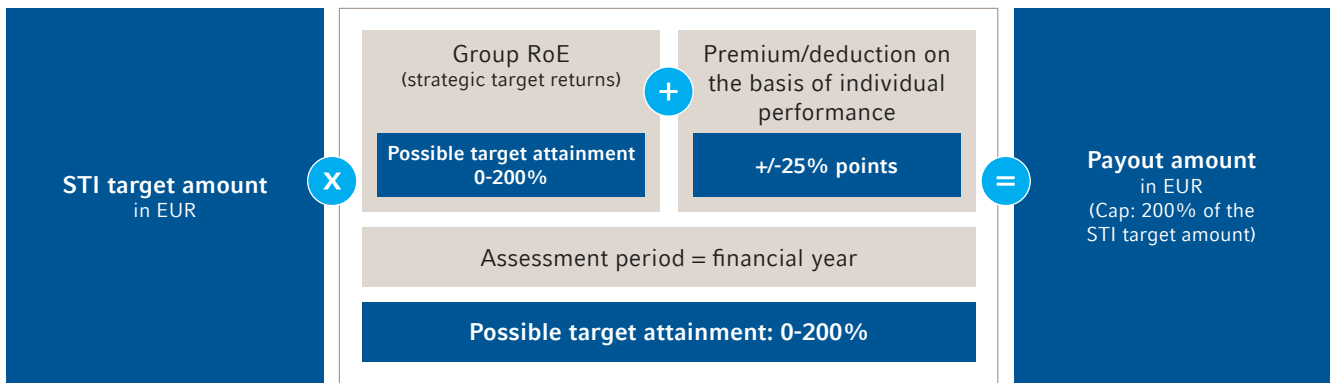 STI target amount
in EUR
x
Group RoE
(strategic target returns)
Possible target attainment
0-200%
+
Premium/deduction on
the basis of individual
performance
+/-25% points
Assessment period = financial year
Possible target attainment: 0-200%
=
Payout amount
in EUR
(Cap: 200% of the
STI target amount)